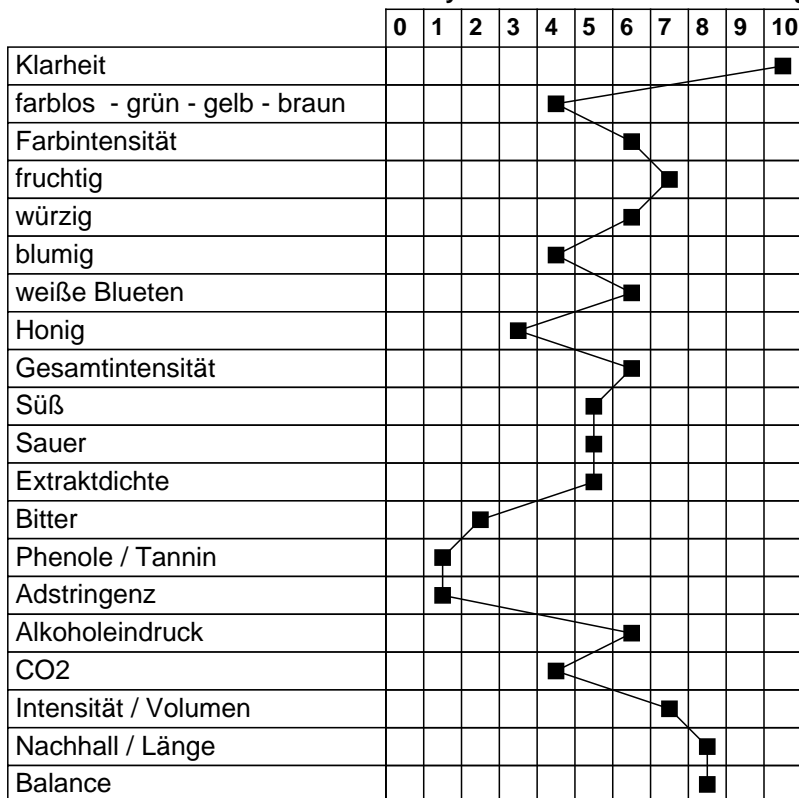 0 1 2 3 4 5 6 7 8 9 10
Klarheit
farblos - grün - gelb - braun
Farbintensität
fruchtig
würzig
blumig
weiße Blueten
Honig
Gesamtintensität
Süß
Sauer
Extraktdichte
Bitter
Phenole / Tannin
Adstringenz
Alkoholeindruck
CO2
Intensität / Volumen
Nachhall / Länge
Balance